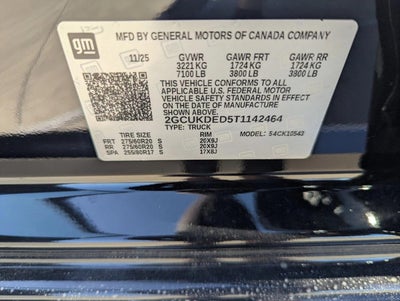 gm
MFD BY GENERAL MOTORS OF CANADA COMPANY
11/25 GVWR GAWR FRT GAWR RR
3221 KG 1724 KG 1724 KG
7100 LB 3800 LB 3800 LB
THIS VEHICLE CONFORMS TO ALL
APPLICABLE U.S. FEDERAL MOTOR
VEHICLE SAFETY STANDARDS IN EFFECT
ON THE DATE OF MANUFACTURE
SHOWN ABOVE.
2GCUKDED5T1142464
TYPE: TRUCK
TIRE SIZE RIM MODEL: 54CK10543
FRT 275/60R20 S 20X9J
RR 275/60R20 S 20X9J
SPA 255/80R17 S 17X8J